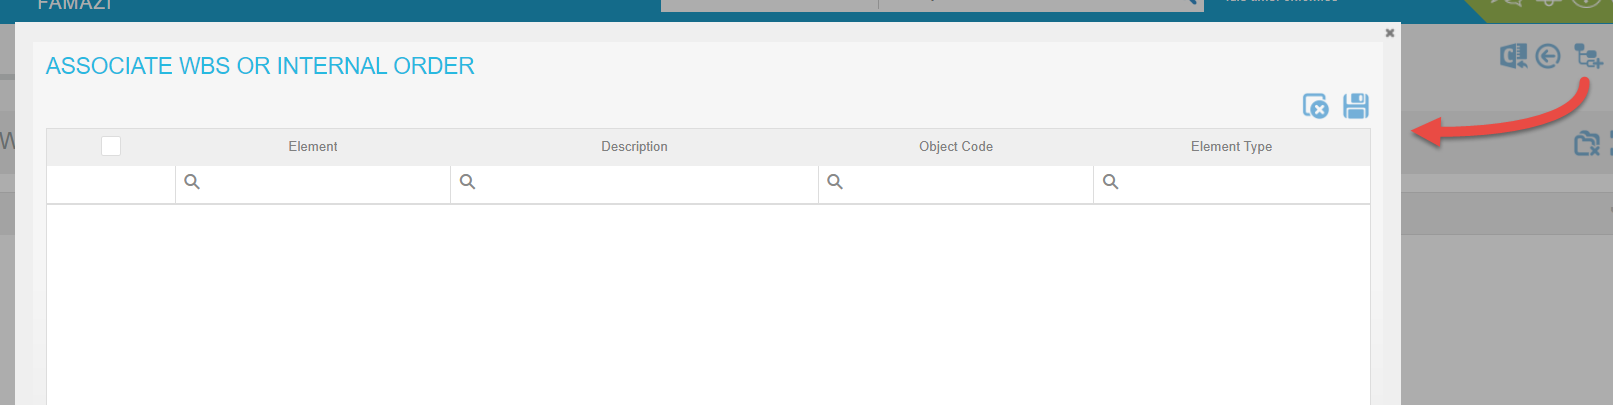 FAMAZI
ASSOCIATE WBS OR INTERNAL ORDER
Element Description Object Code Element Type
W